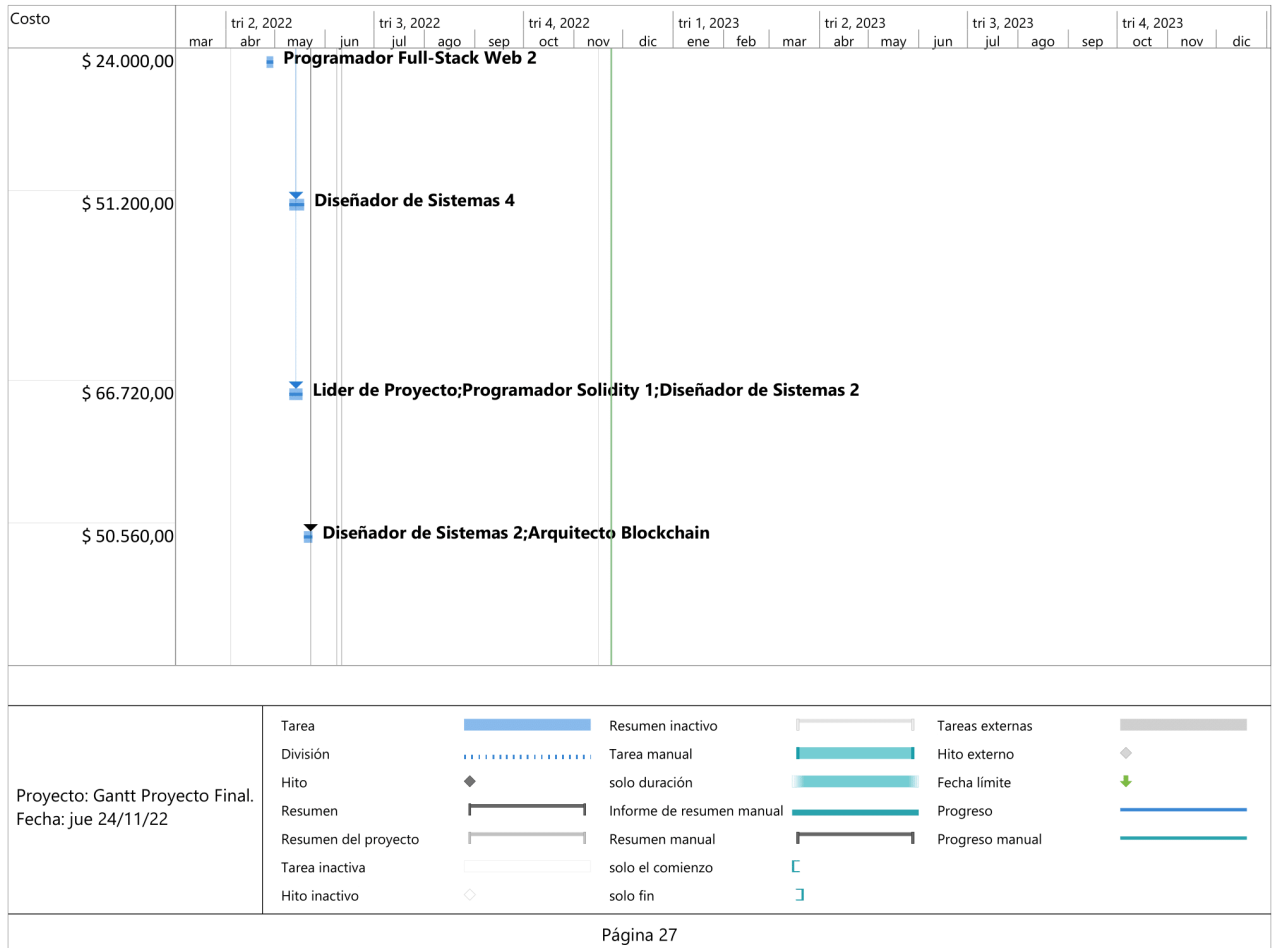 Costo
tri 2, 2022 tri 3, 2022 tri 4, 2022 tri 1, 2023 tri 2, 2023 tri 3, 2023 tri 4, 2023
mar abr may jun jul ago sep oct nov dic ene feb mar abr may jun jul ago sep oct nov dic
$ 24.000,00 Programador Full-Stack Web 2
$ 51.200,00 Diseñador de Sistemas 4
$ 66.720,00 Lider de Proyecto;Programador Solidity 1;Diseñador de Sistemas 2
$ 50.560,00 Diseñador de Sistemas 2;Arquitecto Blockchain
Proyecto: Gantt Proyecto Final.
Fecha: jue 24/11/22
Tarea
División
Hito
Resumen
Resumen del proyecto
Tarea inactiva
Hito inactivo
Resumen inactivo
Tarea manual
solo duración
Informe de resumen manual
Resumen manual
solo el comienzo
solo fin
Tareas externas
Hito externo
Fecha límite
Progreso
Progreso manual
Página 27